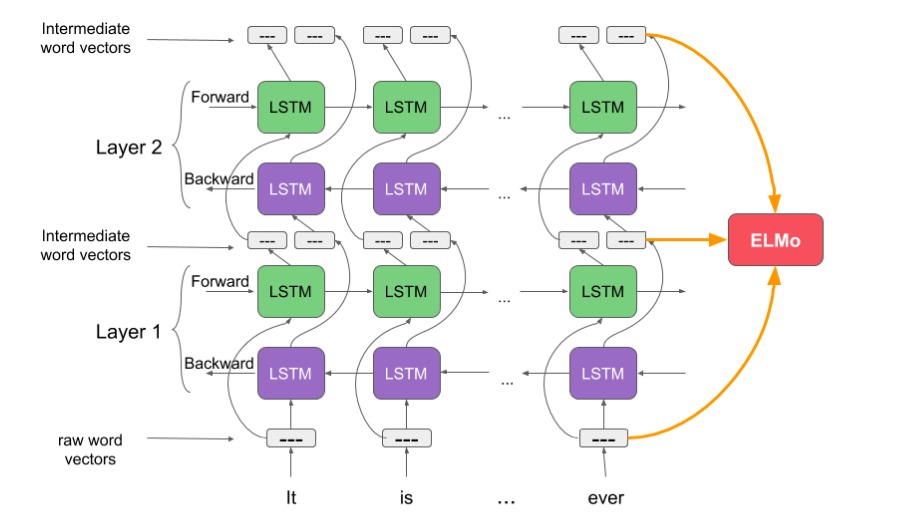 Intermediate
word vectors
--- --- --- --- --- ---
Forward
LSTM LSTM ... LSTM
Layer 2
Backward
LSTM LSTM ... LSTM
Intermediate
word vectors
--- --- --- --- --- ---
ELMo
Forward
LSTM LSTM ... LSTM
Layer 1
Backward
LSTM LSTM ... LSTM
raw word
vectors
--- --- ---
It is ... ever